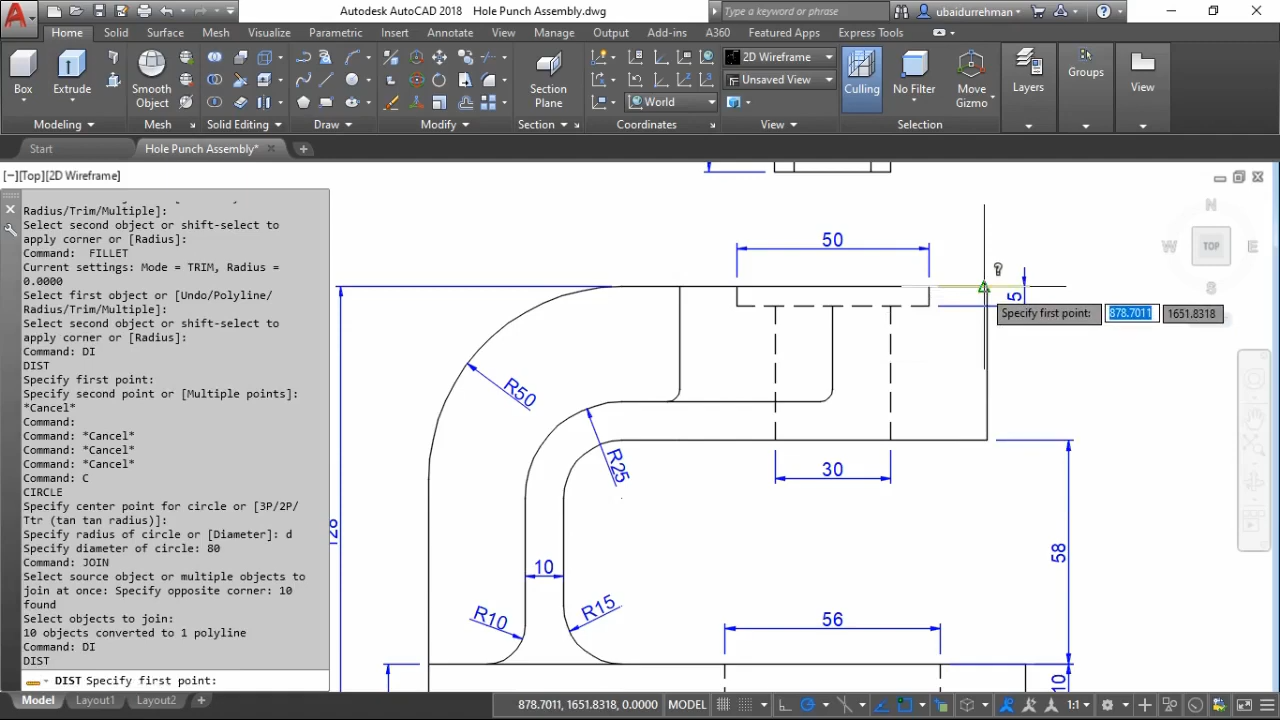 Autodesk AutoCAD 2018 Hole Punch Assembly.dwg
Type a keyword or phrase
ubaidurrehman
Home Solid Surface Mesh Visualize Parametric Insert Annotate View Manage Output Add-ins A360 Featured Apps Express Tools
Box
Extrude
Smooth
Object
Section
Plane
World
2D Wireframe
Unsaved View
Culling
No Filter
Move
Gizmo
Layers
Groups
View
Modeling
Mesh
Solid Editing
Draw
Modify
Section
Coordinates
View
Selection
Start
Hole Punch Assembly*
[−][Top][2D Wireframe]
Radius/Trim/Multiple]:
Select second object or shift-select to
apply corner or [Radius]:
Command: FILLET
Current settings: Mode = TRIM, Radius =
0.0000
Select first object or [Undo/Polyline/
Radius/Trim/Multiple]:
Select second object or shift-select to
apply corner or [Radius]:
Command: DI
DIST
Specify first point:
Specify second point or [Multiple points]:
*Cancel*
Command:
Command: *Cancel*
Command: *Cancel*
Command: *Cancel*
Command: C
CIRCLE
Specify center point for circle or [3P/2P/
Ttr (tan tan radius)]:
Specify radius of circle or [Diameter]: d
Specify diameter of circle: 80
Command: JOIN
Select source object or multiple objects to
join at once: Specify opposite corner: 10
found
Select objects to join:
10 objects converted to 1 polyline
Command: DI
DIST
DIST Specify first point:
N
W TOP E
S
50
5
Specify first point: 878.7011 1651.8318
R50
R25
30
128
58
10
R10
R15
56
10
Model Layout1 Layout2
878.7011, 1651.8318, 0.0000 MODEL
1:1